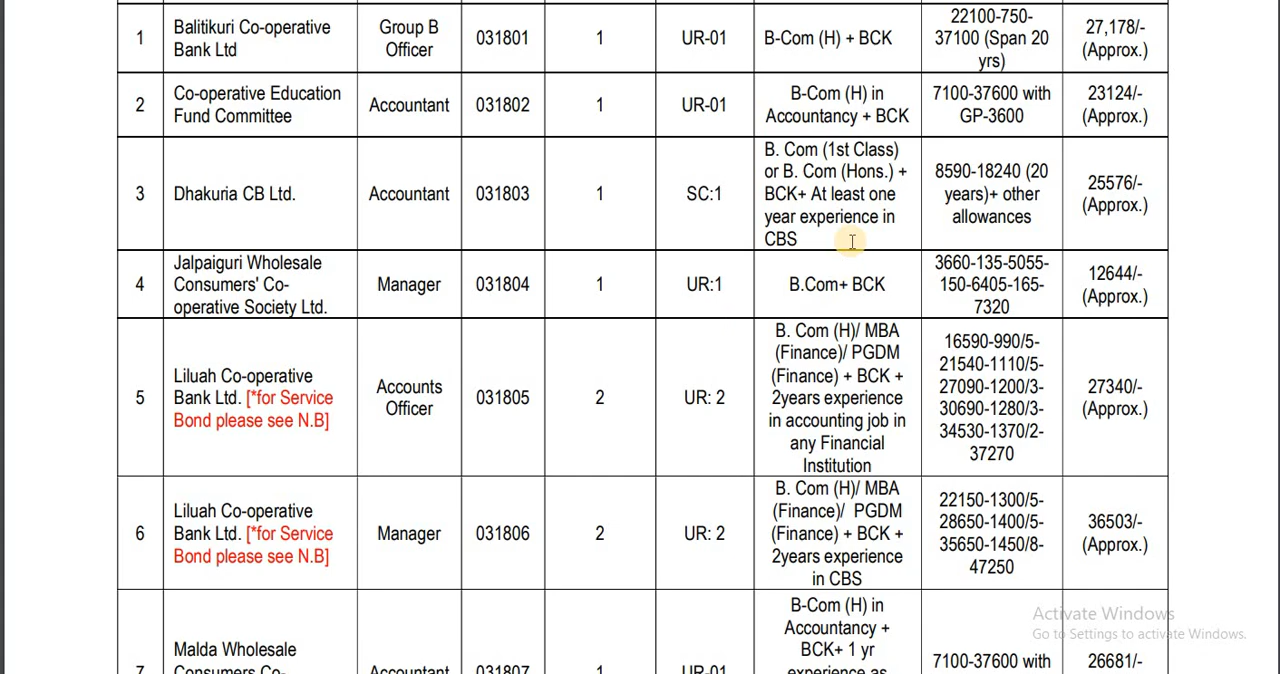 1
Balitikuri Co-operative
Bank Ltd
Group B
Officer
031801
1
UR-01
B-Com (H) + BCK
22100-750-
37100 (Span 20
yrs)
27,178/-
(Approx.)
2
Co-operative Education
Fund Committee
Accountant
031802
1
UR-01
B-Com (H) in
Accountancy + BCK
7100-37600 with
GP-3600
23124/-
(Approx.)
3
Dhakuria CB Ltd.
Accountant
031803
1
SC:1
B. Com (1st Class)
or B. Com (Hons.) +
BCK+ At least one
year experience in
CBS
8590-18240 (20
years)+ other
allowances
25576/-
(Approx.)
4
Jalpaiguri Wholesale
Consumers' Co-
operative Society Ltd.
Manager
031804
1
UR:1
B.Com+ BCK
3660-135-5055-
150-6405-165-
7320
12644/-
(Approx.)
5
Liluah Co-operative
Bank Ltd. [*for Service
Bond please see N.B]
Accounts
Officer
031805
2
UR: 2
B. Com (H)/ MBA
(Finance)/ PGDM
(Finance) + BCK +
2years experience
in accounting job in
any Financial
Institution
16590-990/5-
21540-1110/5-
27090-1200/3-
30690-1280/3-
34530-1370/2-
37270
27340/-
(Approx.)
6
Liluah Co-operative
Bank Ltd. [*for Service
Bond please see N.B]
Manager
031806
2
UR: 2
B. Com (H)/ MBA
(Finance)/ PGDM
(Finance) + BCK +
2years experience
in CBS
22150-1300/5-
28650-1400/5-
35650-1450/8-
47250
36503/-
(Approx.)
7
Malda Wholesale
Consumers Co-
Accountant
031807
1
UR-01
B-Com (H) in
Accountancy +
BCK+ 1 yr
experience as
7100-37600 with
26681/-
Activate Windows
Go to Settings to activate Windows.